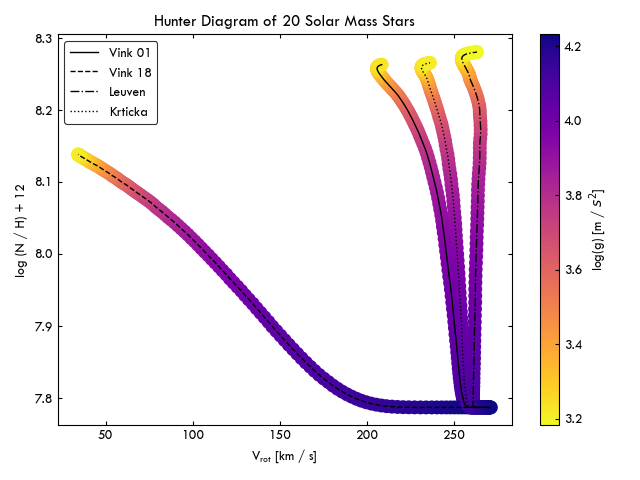 Hunter Diagram of 20 Solar Mass Stars
8.3
8.2
8.1
8.0
7.9
7.8
log (N / H) + 12
Vink 01
Vink 18
Leuven
Krticka
50
100
150
200
250
V_rot [km / s]
4.2
4.0
3.8
3.6
3.4
3.2
log(g) [m / s²]